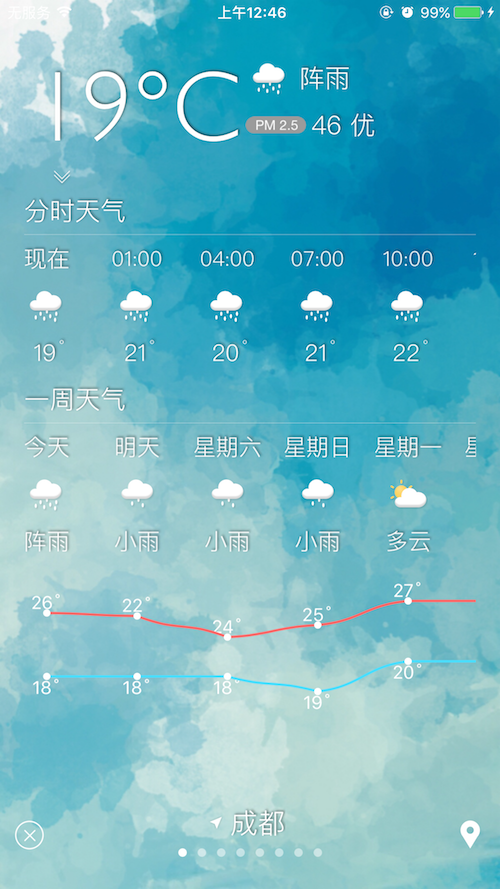 无服务 上午12:46 99%
19°C 阵雨
PM 2.5 46 优
分时天气
现在 01:00 04:00 07:00 10:00
19° 21° 20° 21° 22°
一周天气
今天 明天 星期六 星期日 星期一
阵雨 小雨 小雨 小雨 多云
26° 22° 24° 25° 27°
18° 18° 18° 19° 20°
成都